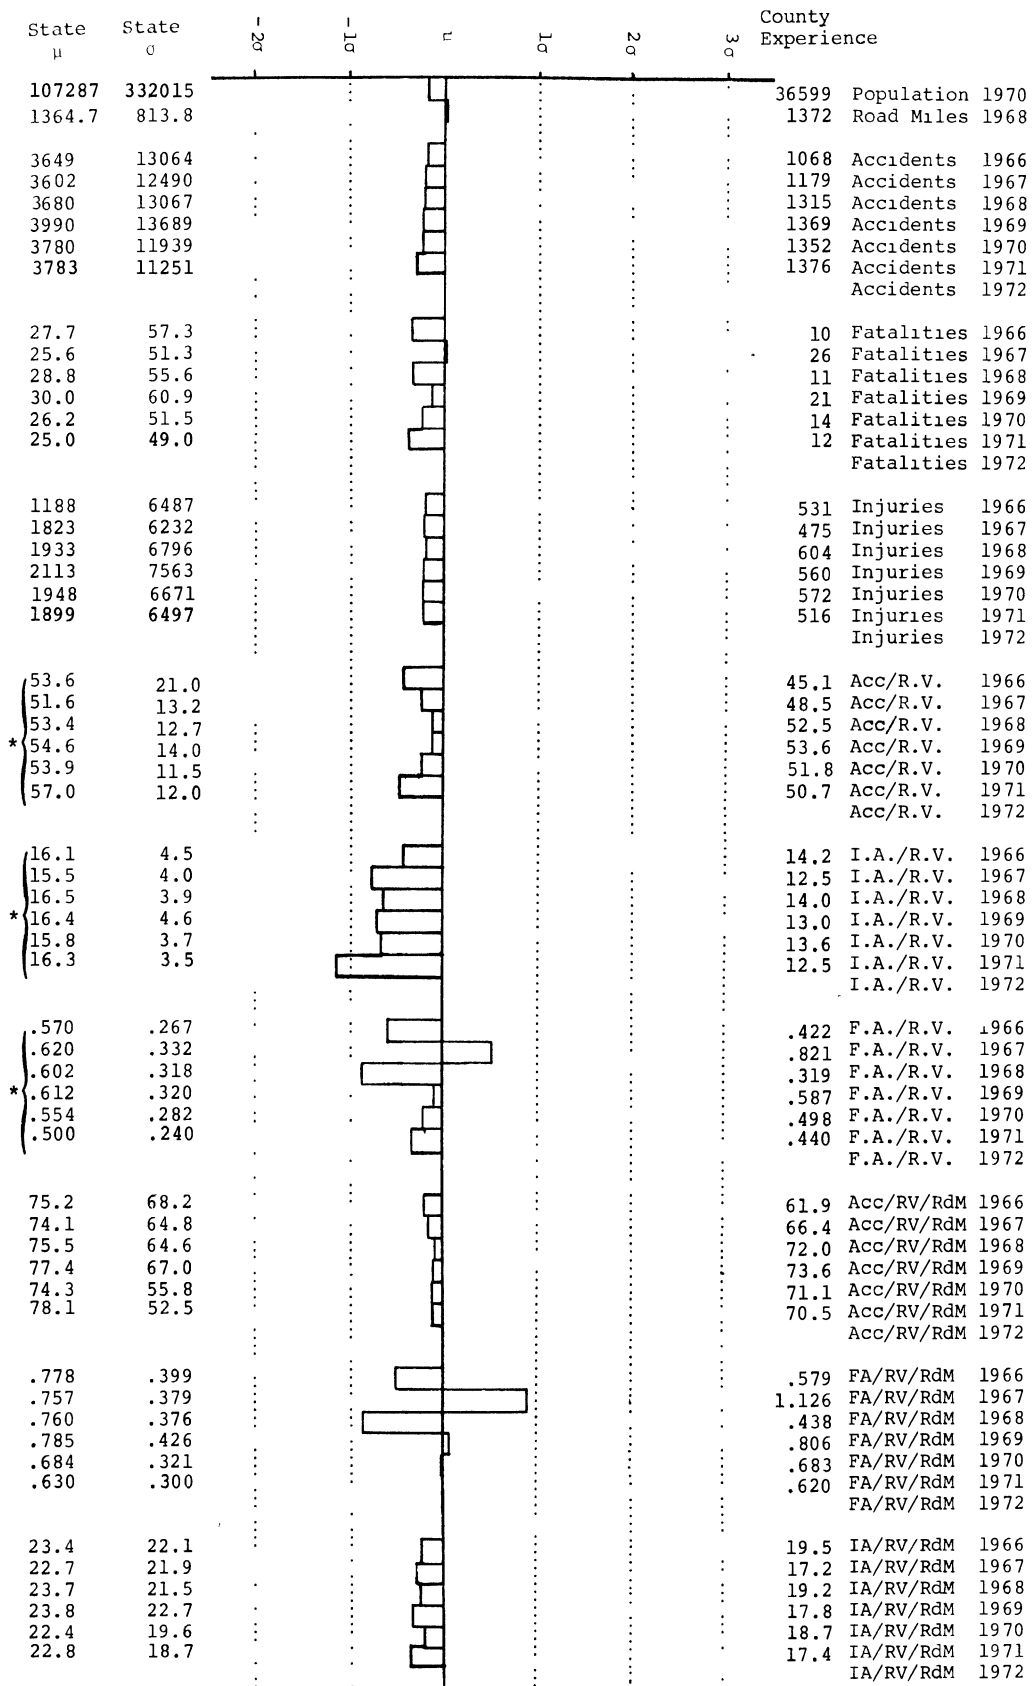 State State -2σ -1σ μ 1σ 2σ 3σ County
μ σ Experience
107287 332015 36599 Population 1970
1364.7 813.8 1372 Road Miles 1968
3649 13064 1068 Accidents 1966
3602 12490 1179 Accidents 1967
3680 13067 1315 Accidents 1968
3990 13689 1369 Accidents 1969
3780 11939 1352 Accidents 1970
3783 11251 1376 Accidents 1971
Accidents 1972
27.7 57.3 10 Fatalities 1966
25.6 51.3 26 Fatalities 1967
28.8 55.6 11 Fatalities 1968
30.0 60.9 21 Fatalities 1969
26.2 51.5 14 Fatalities 1970
25.0 49.0 12 Fatalities 1971
Fatalities 1972
1188 6487 531 Injuries 1966
1823 6232 475 Injuries 1967
1933 6796 604 Injuries 1968
2113 7563 560 Injuries 1969
1948 6671 572 Injuries 1970
1899 6497 516 Injuries 1971
Injuries 1972
53.6 21.0 45.1 Acc/R.V. 1966
51.6 13.2 48.5 Acc/R.V. 1967
53.4 12.7 52.5 Acc/R.V. 1968
* 54.6 14.0 53.6 Acc/R.V. 1969
53.9 11.5 51.8 Acc/R.V. 1970
57.0 12.0 50.7 Acc/R.V. 1971
Acc/R.V. 1972
16.1 4.5 14.2 I.A./R.V. 1966
15.5 4.0 12.5 I.A./R.V. 1967
16.5 3.9 14.0 I.A./R.V. 1968
* 16.4 4.6 13.0 I.A./R.V. 1969
15.8 3.7 13.6 I.A./R.V. 1970
16.3 3.5 12.5 I.A./R.V. 1971
I.A./R.V. 1972
.570 .267 .422 F.A./R.V. 1966
.620 .332 .821 F.A./R.V. 1967
.602 .318 .319 F.A./R.V. 1968
* .612 .320 .587 F.A./R.V. 1969
.554 .282 .498 F.A./R.V. 1970
.500 .240 .440 F.A./R.V. 1971
F.A./R.V. 1972
75.2 68.2 61.9 Acc/RV/RdM 1966
74.1 64.8 66.4 Acc/RV/RdM 1967
75.5 64.6 72.0 Acc/RV/RdM 1968
77.4 67.0 73.6 Acc/RV/RdM 1969
74.3 55.8 71.1 Acc/RV/RdM 1970
78.1 52.5 70.5 Acc/RV/RdM 1971
Acc/RV/RdM 1972
.778 .399 .579 FA/RV/RdM 1966
.757 .379 1.126 FA/RV/RdM 1967
.760 .376 .438 FA/RV/RdM 1968
.785 .426 .806 FA/RV/RdM 1969
.684 .321 .683 FA/RV/RdM 1970
.630 .300 .620 FA/RV/RdM 1971
FA/RV/RdM 1972
23.4 22.1 19.5 IA/RV/RdM 1966
22.7 21.9 17.2 IA/RV/RdM 1967
23.7 21.5 19.2 IA/RV/RdM 1968
23.8 22.7 17.8 IA/RV/RdM 1969
22.4 19.6 18.7 IA/RV/RdM 1970
22.8 18.7 17.4 IA/RV/RdM 1971
IA/RV/RdM 1972